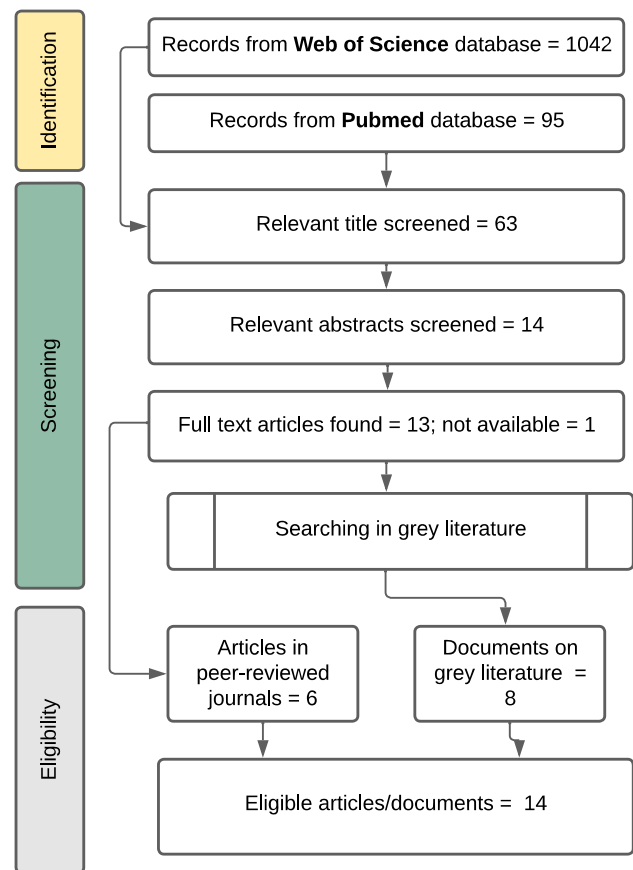 Identification
Records from Web of Science database = 1042
Records from Pubmed database = 95
Screening
Relevant title screened = 63
Relevant abstracts screened = 14
Full text articles found = 13; not available = 1
Searching in grey literature
Eligibility
Articles in
peer-reviewed
journals = 6
Documents on
grey literature =
8
Eligible articles/documents = 14